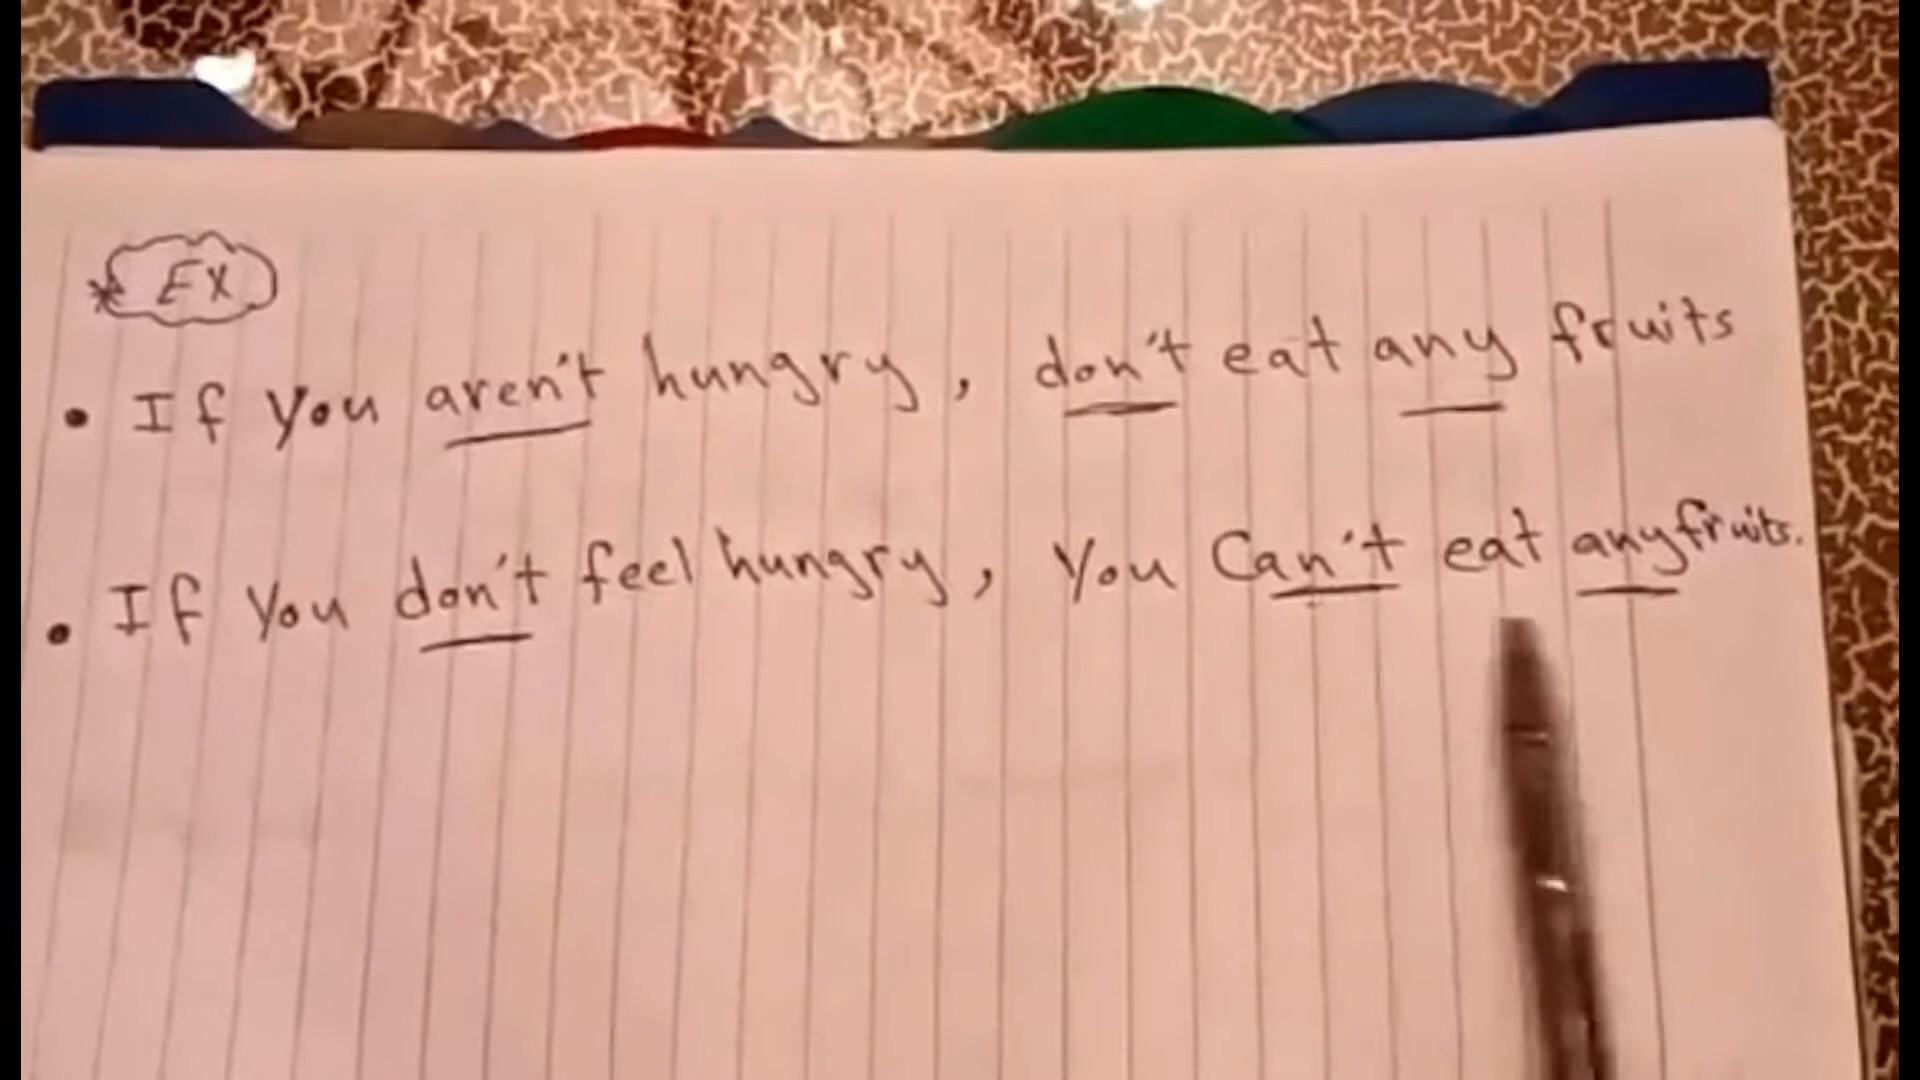 * EX
• If you aren't hungry, don't eat any fruits
• If you don't feel hungry, you can't eat any fruits.